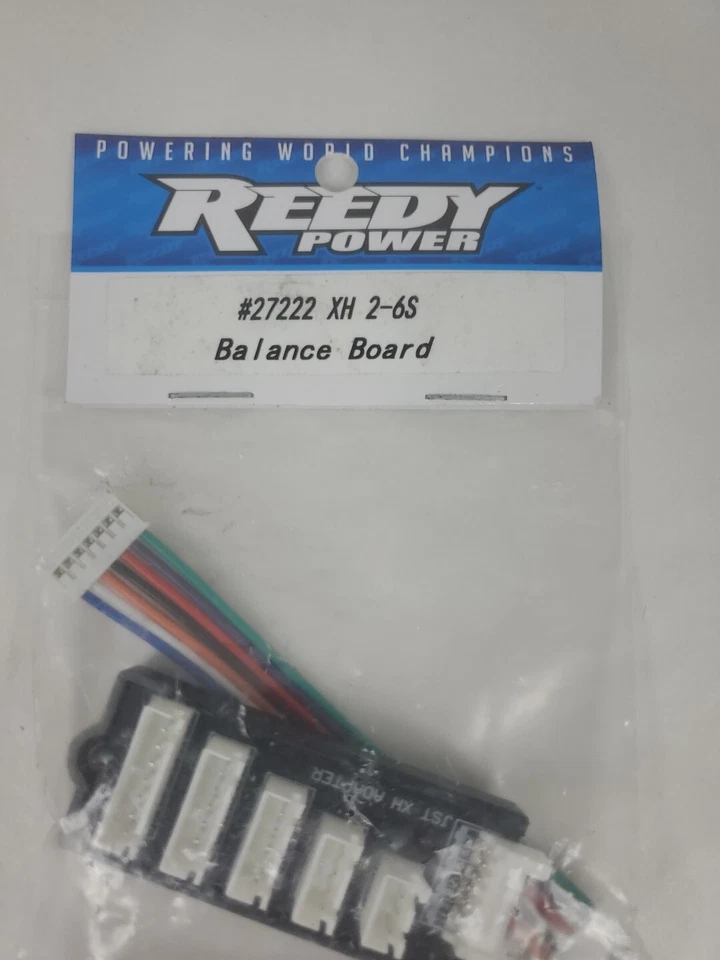 POWERING WORLD CHAMPIONS
REEDY
POWER
#27222 XH 2-6S
Balance Board
JST XH ADAPTER